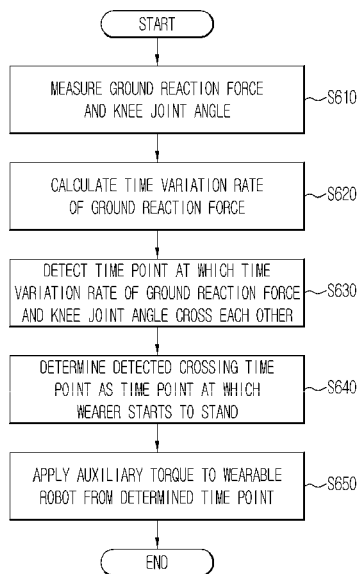 START
MEASURE GROUND REACTION FORCE
AND KNEE JOINT ANGLE
S610
CALCULATE TIME VARIATION RATE
OF GROUND REACTION FORCE
S620
DETECT TIME POINT AT WHICH TIME
VARIATION RATE OF GROUND REACTION FORCE
AND KNEE JOINT ANGLE CROSS EACH OTHER
S630
DETERMINE DETECTED CROSSING TIME
POINT AS TIME POINT AT WHICH
WEARER STARTS TO STAND
S640
APPLY AUXILIARY TORQUE TO WEARABLE
ROBOT FROM DETERMINED TIME POINT
S650
END